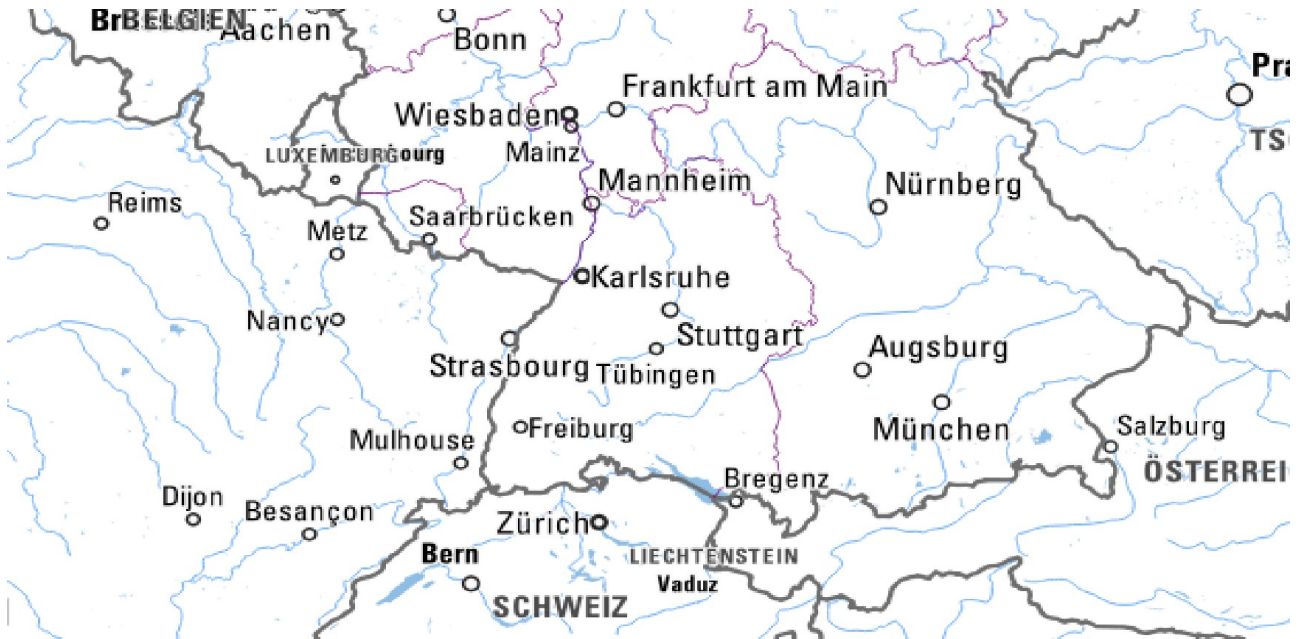 BELGIEN
Aachen
Bonn
Frankfurt am Main
Wiesbaden
Mainz
LUXEMBURG
Mannheim
Nürnberg
Reims
Metz
Saarbrücken
Karlsruhe
Nancy
Stuttgart
Strasbourg
Tübingen
Augsburg
Freiburg
München
Salzburg
Mulhouse
Bregenz
Dijon
Besançon
Zürich
Bern
LIECHTENSTEIN
Vaduz
SCHWEIZ